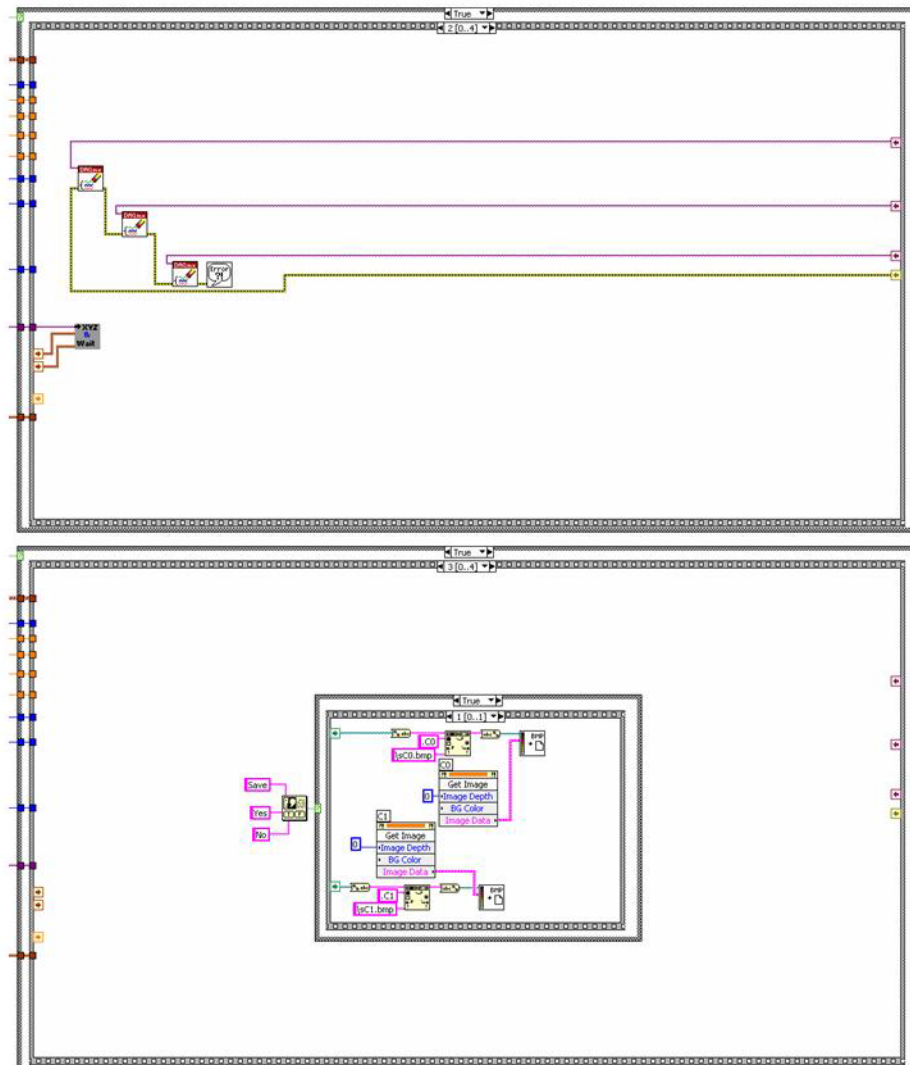 True
2 [0..4]
DAQmx
DAQmx
DAQmx
Error
?!
XYZ
&
Wait
True
3 [0..4]
True
1 [0..1]
.C0
BMP
\sC0.bmp
C0
Get Image
Save
0
Image Depth
BG Color
C1
Yes
Image Data
Get Image
No
0
Image Depth
BG Color
Image Data
BMP
.C1
\sC1.bmp